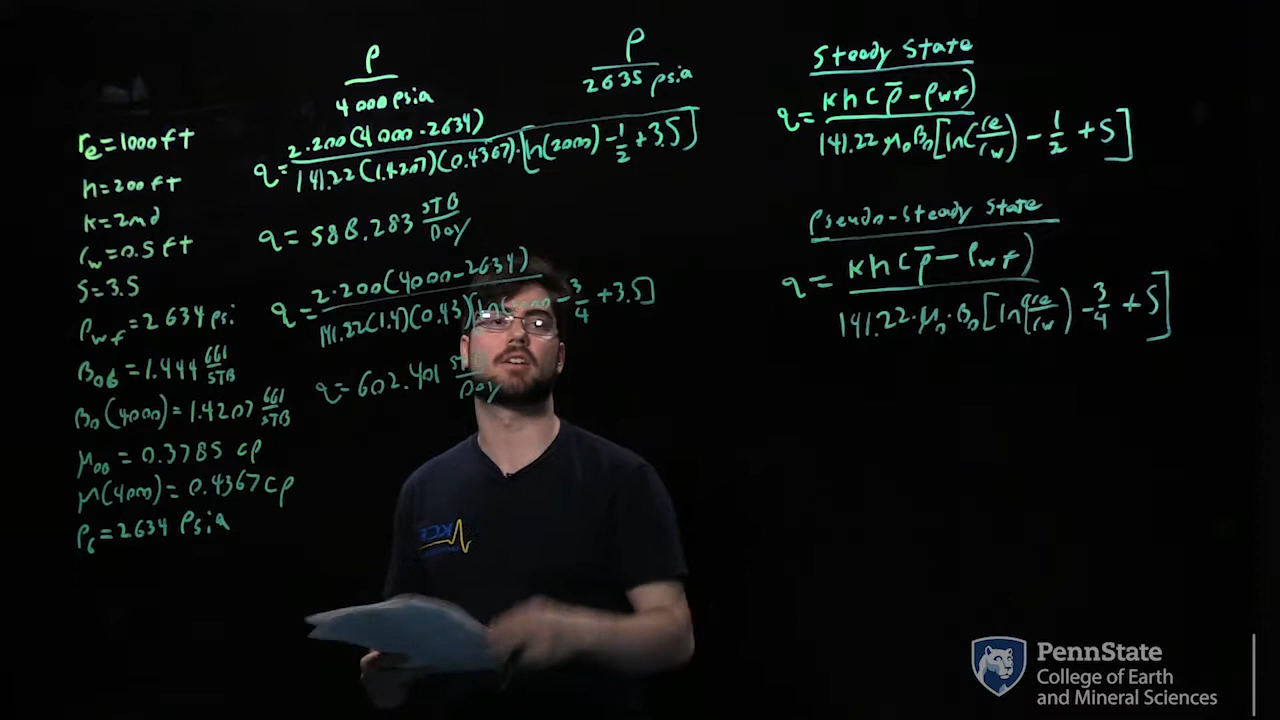 re = 1000 ft
h = 200 ft
k = 2md
rw = 0.5 ft
S = 3.5
Pwf = 2634 psi
Bob = 1.444 bbl/STB
Bo(4000) = 1.4207 bbl/STB
μob = 0.3785 cp
μ(4000) = 0.4367 cp
Pb = 2634 Psia
P
4000 psia
q = 2·200(4000-2634) / 141.22(1.4207)(0.4367)·[ln(2000) - 1/2 + 3.5]
q = 588.283 STB/Day
q = 2·200(4000-2634) / 141.22(1.4)(0.43)[ln( - 3/4 + 3.5]
q = 602.401 ST Day
P
2635 psia
Steady State
q = kh(P̄ - Pwf) / 141.22 μo Bo[ln(re/rw) - 1/2 + S]
Pseudo-Steady State
q = kh(P̄ - Pwf) / 141.22·μo·Bo[ln(re/rw) - 3/4 + S]
KCF
PennState
College of Earth
and Mineral Sciences